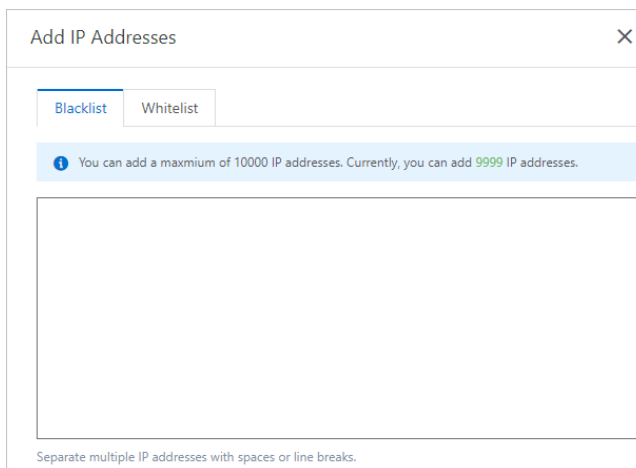 Add IP Addresses
Blacklist Whitelist
You can add a maxmium of 10000 IP addresses. Currently, you can add 9999 IP addresses.
Separate multiple IP addresses with spaces or line breaks.